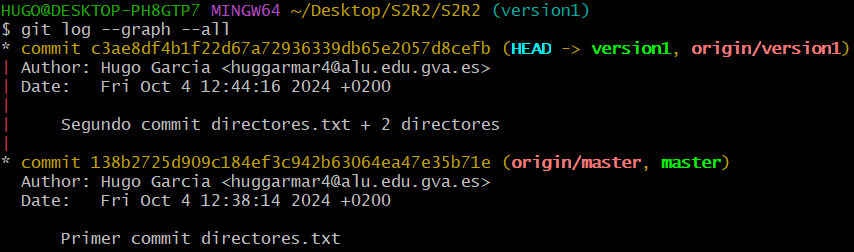 HUGO@DESKTOP-PH8GTP7 MINGW64 ~/Desktop/S2R2/S2R2 (version1)
$ git log --graph --all
* commit c3ae8df4b1f22d67a72936339db65e2057d8cefb (HEAD -> version1, origin/version1)
| Author: Hugo Garcia <huggarmar4@alu.edu.gva.es>
| Date:   Fri Oct 4 12:44:16 2024 +0200
|
|     Segundo commit directores.txt + 2 directores
|
* commit 138b2725d909c184ef3c942b63064ea47e35b71e (origin/master, master)
  Author: Hugo Garcia <huggarmar4@alu.edu.gva.es>
  Date:   Fri Oct 4 12:38:14 2024 +0200
      Primer commit directores.txt